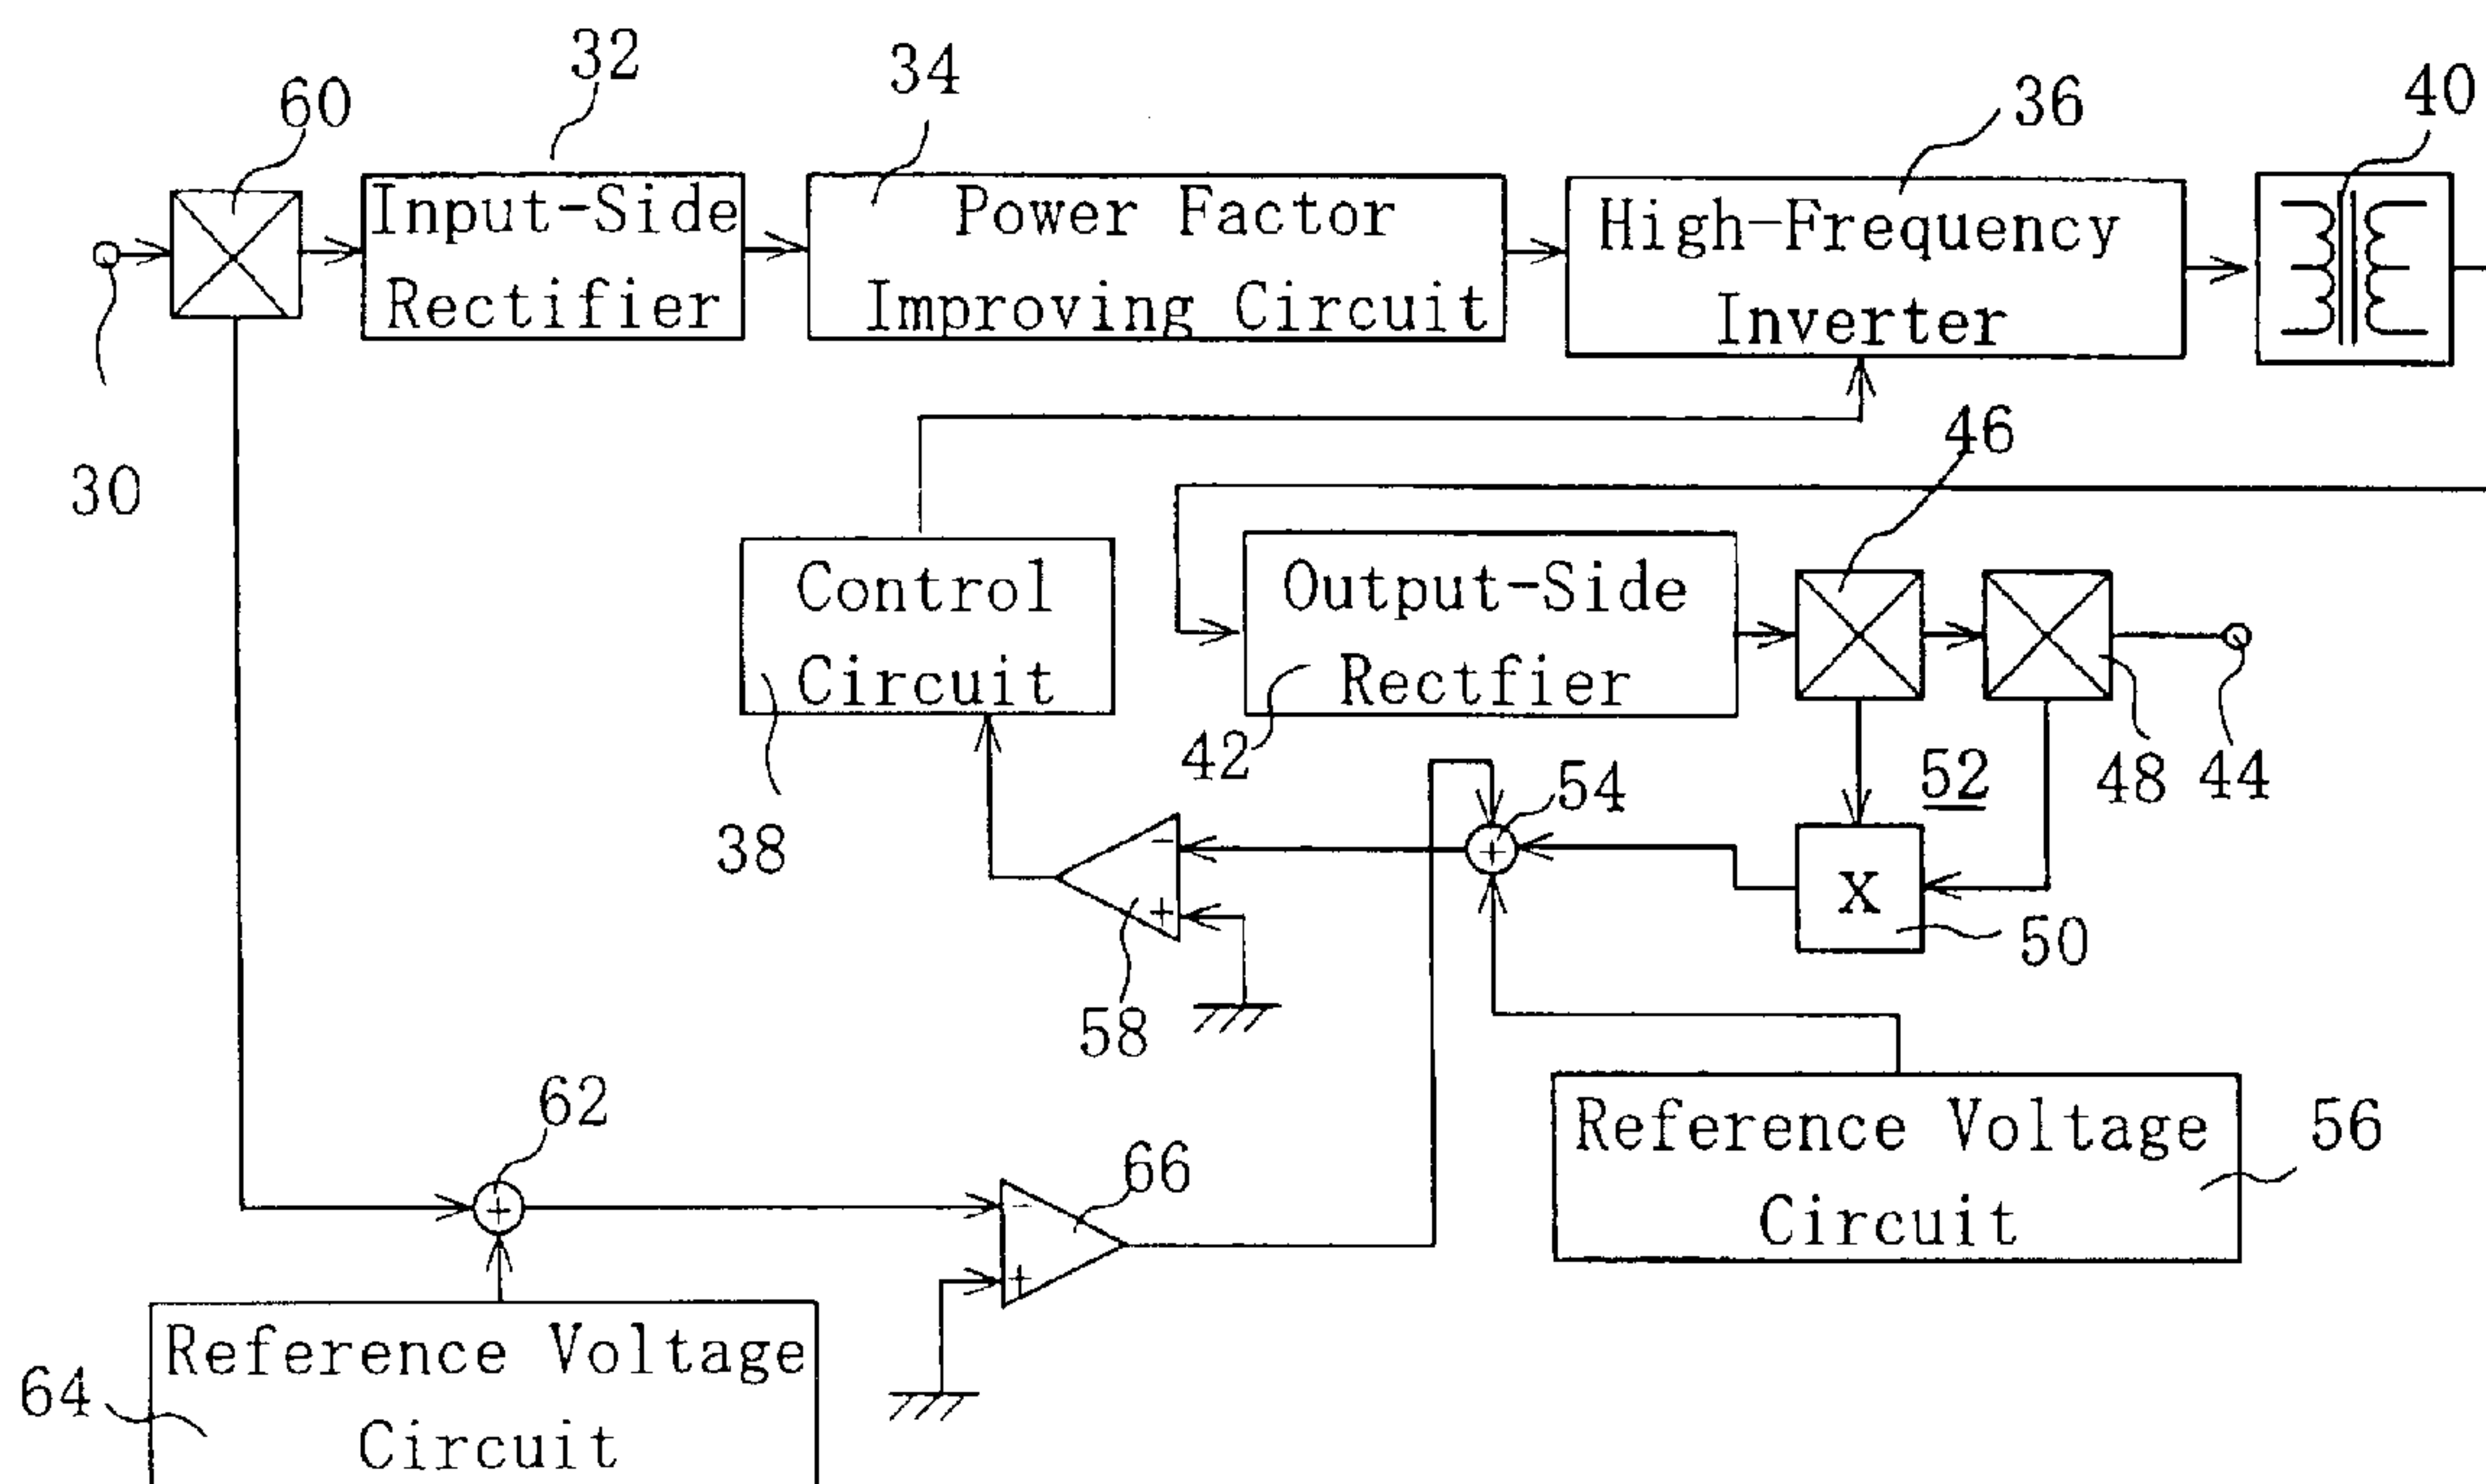 32
34
36
40
60
Input-Side
Rectifier
Power Factor
Improving Circuit
High-Frequency
Inverter
30
46
Control
Circuit
Output-Side
Rectfier
38
42
54
52
48
44
-
+
+
X
50
58
56
Reference Voltage
Circuit
62
+
66
-
+
64
Reference Voltage
Circuit